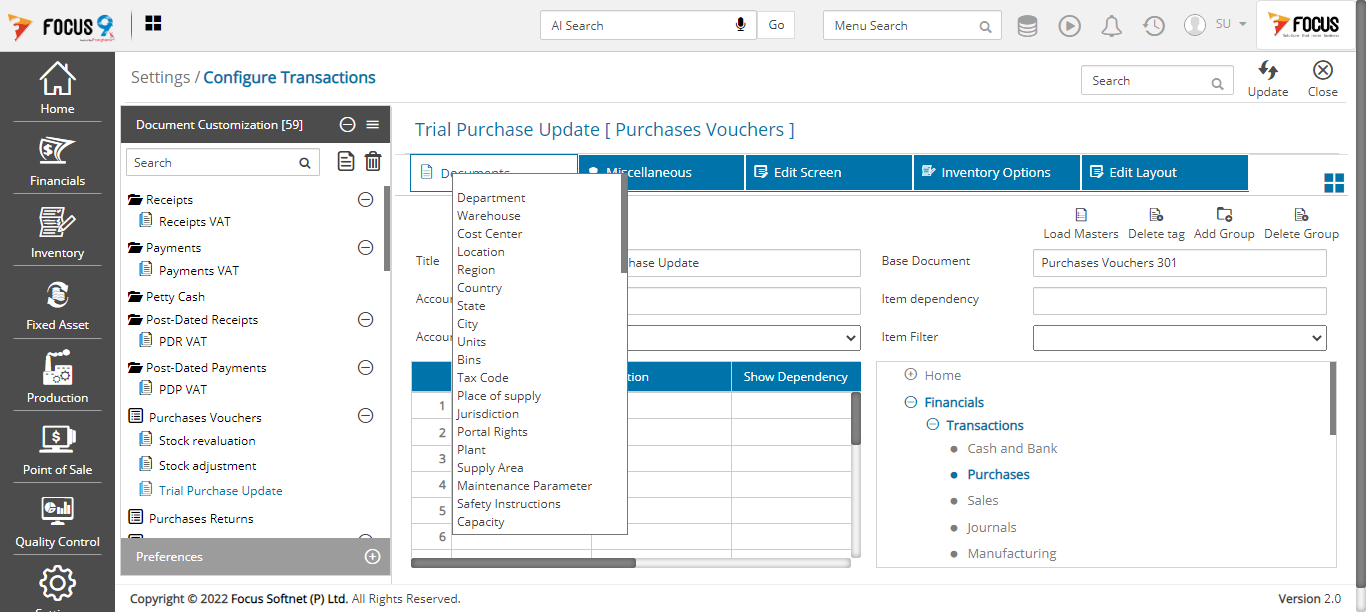 FOCUS 9
AI Search
Go
Menu Search
SU
FOCUS
Home
Financials
Inventory
Fixed Asset
Production
Point of Sale
Quality Control
Settings / Configure Transactions
Search
Update
Close
Document Customization [59]
Search
Receipts
Receipts VAT
Payments
Payments VAT
Petty Cash
Post-Dated Receipts
PDR VAT
Post-Dated Payments
PDP VAT
Purchases Vouchers
Stock revaluation
Stock adjustment
Trial Purchase Update
Purchases Returns
Preferences
Trial Purchase Update [ Purchases Vouchers ]
Documents
Miscellaneous
Edit Screen
Inventory Options
Edit Layout
Load Masters
Delete tag
Add Group
Delete Group
Title
hase Update
Base Document
Purchases Vouchers 301
Accou
Item dependency
Accou
Item Filter
Department
Warehouse
Cost Center
Location
Region
Country
State
City
Units
Bins
Tax Code
Place of supply
Jurisdiction
Portal Rights
Plant
Supply Area
Maintenance Parameter
Safety Instructions
Capacity
tion
Show Dependency
1
2
3
4
5
6
Home
Financials
Transactions
Cash and Bank
Purchases
Sales
Journals
Manufacturing
Copyright © 2022 Focus Softnet (P) Ltd. All Rights Reserved.
Version 2.0